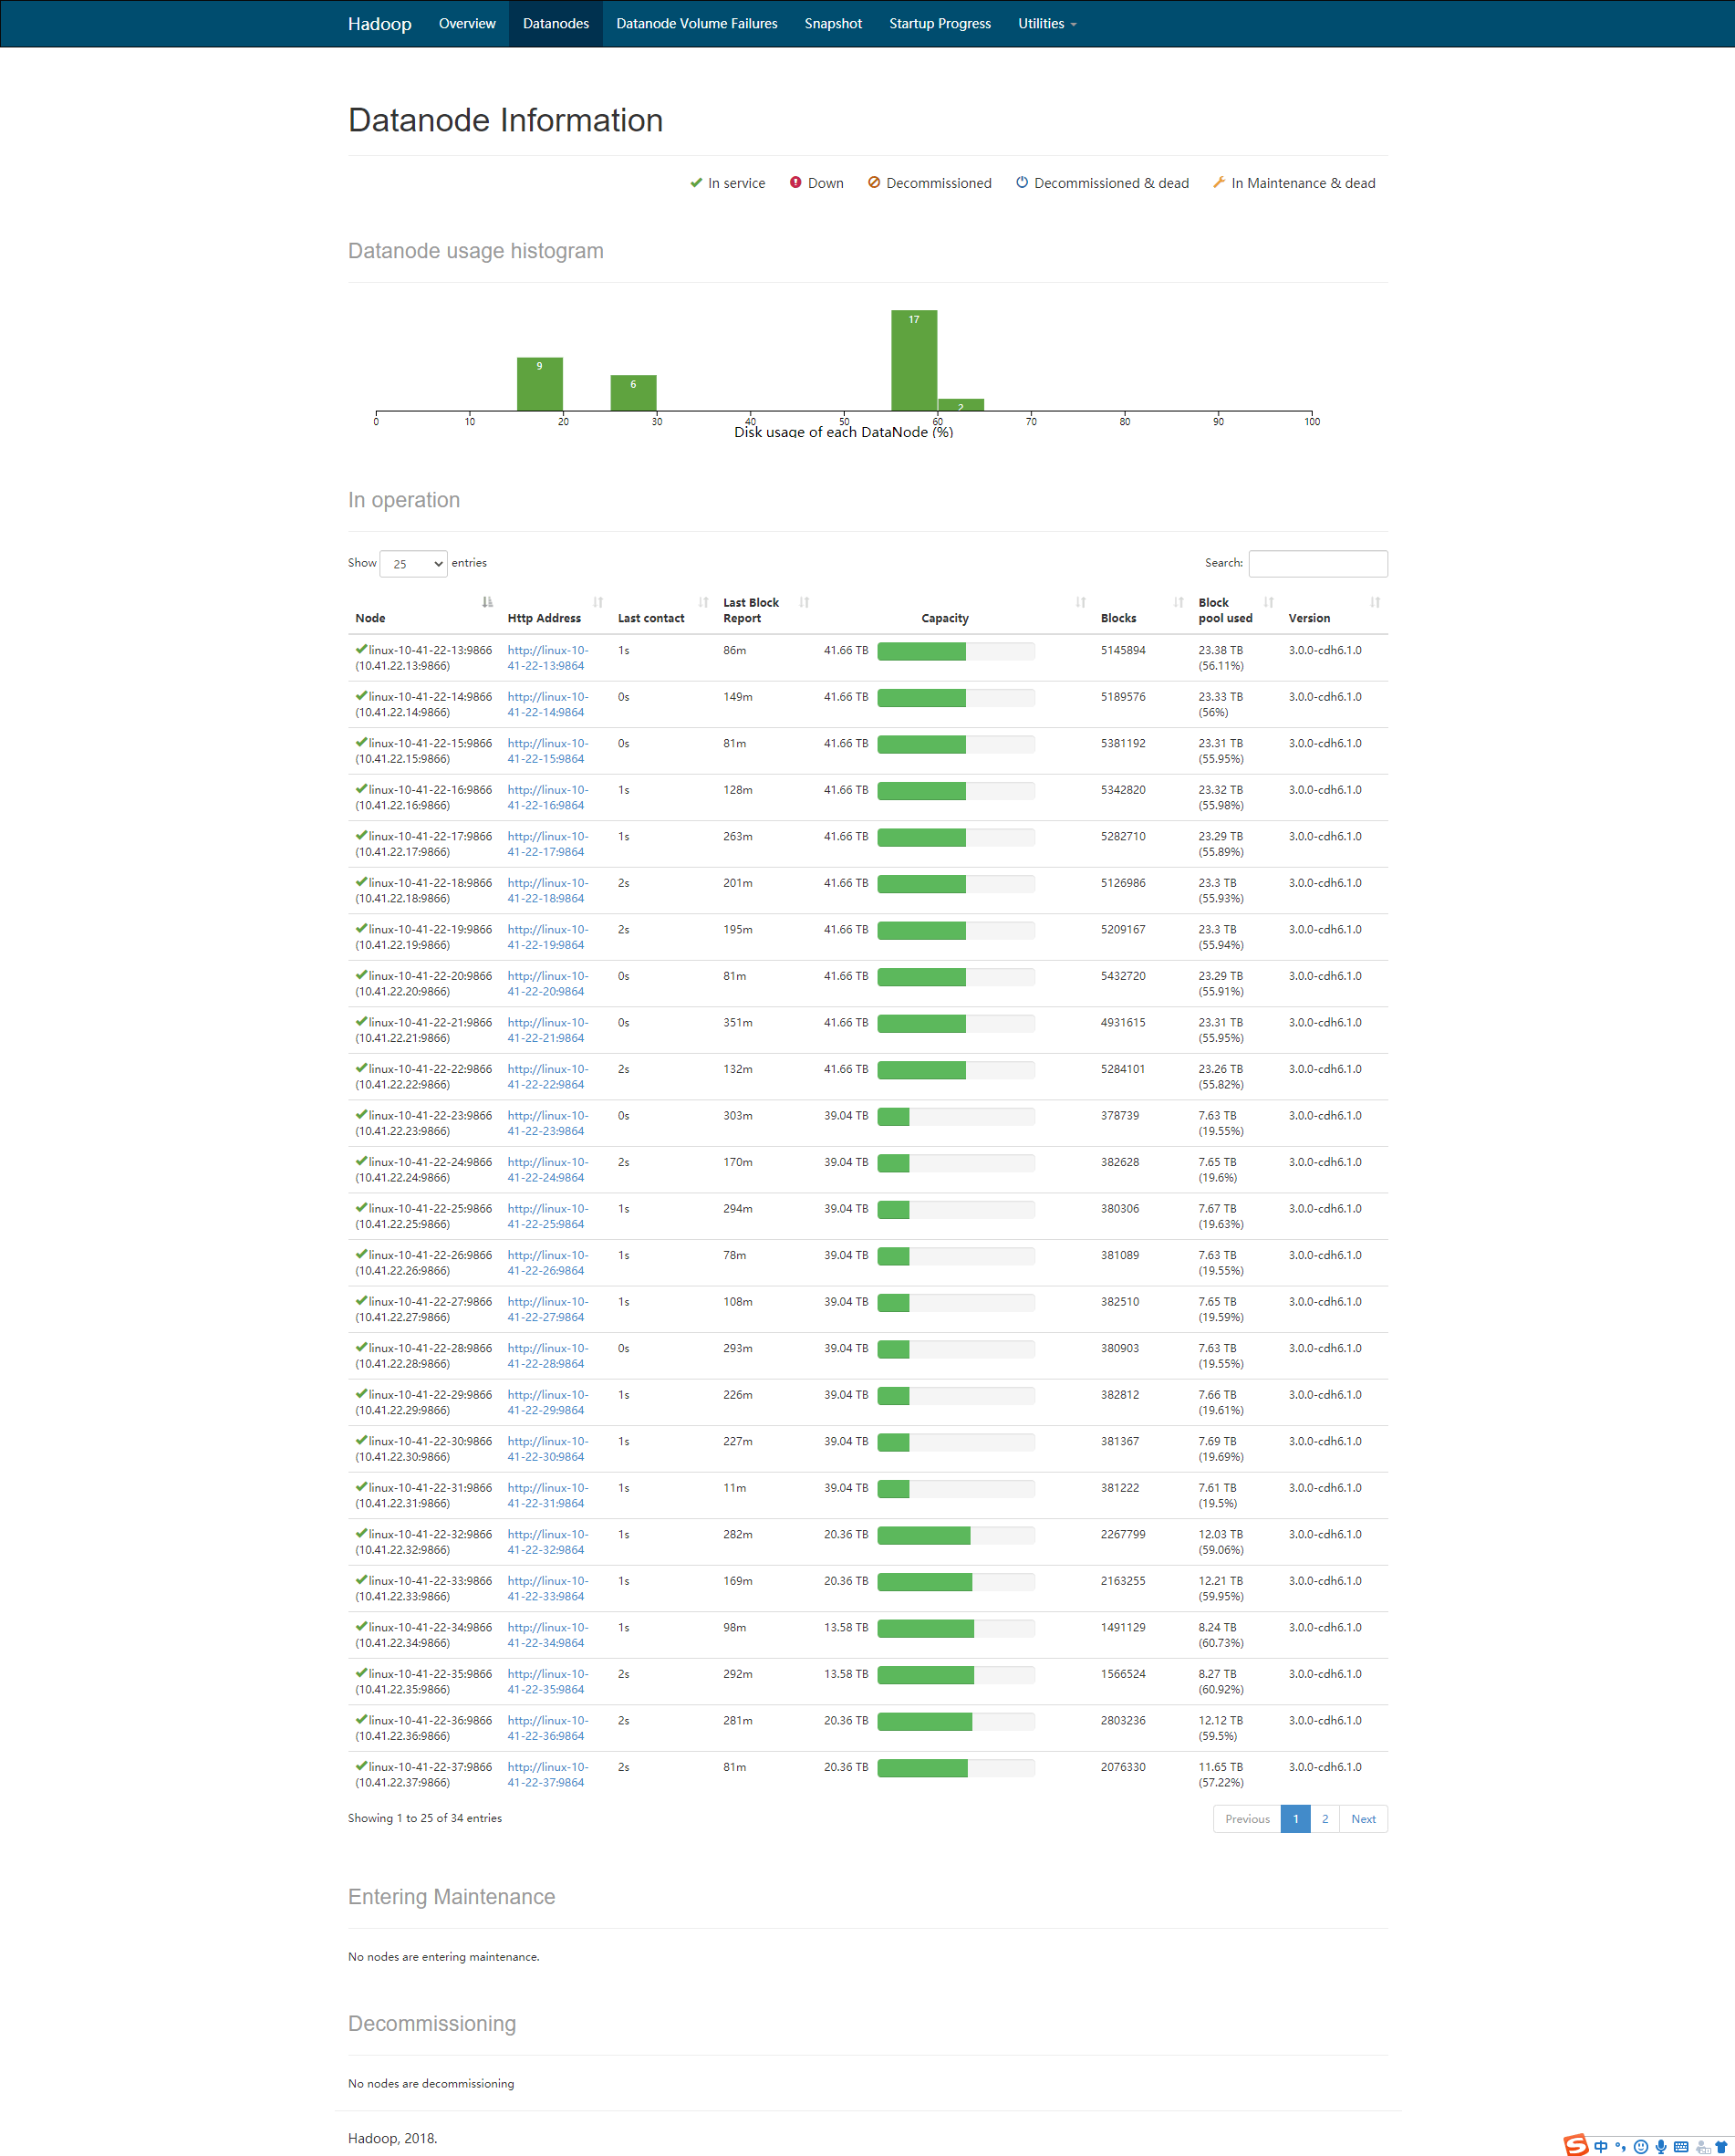 Hadoop Overview Datanodes Datanode Volume Failures Snapshot Startup Progress Utilities
Datanode Information
In service Down Decommissioned Decommissioned & dead In Maintenance & dead
Datanode usage histogram
17
9
6
2
0 10 20 30 40 50 60 70 80 90 100
Disk usage of each DataNode (%)
In operation
Show 25 entries Search:
Last Block Block
Node Http Address Last contact Report Capacity Blocks pool used Version
linux-10-41-22-13:9866 http://linux-10- 1s 86m 41.66 TB 5145894 23.38 TB 3.0.0-cdh6.1.0
(10.41.22.13:9866) 41-22-13:9864 (56.11%)
linux-10-41-22-14:9866 http://linux-10- 0s 149m 41.66 TB 5189576 23.33 TB 3.0.0-cdh6.1.0
(10.41.22.14:9866) 41-22-14:9864 (56%)
linux-10-41-22-15:9866 http://linux-10- 0s 81m 41.66 TB 5381192 23.31 TB 3.0.0-cdh6.1.0
(10.41.22.15:9866) 41-22-15:9864 (55.95%)
linux-10-41-22-16:9866 http://linux-10- 1s 128m 41.66 TB 5342820 23.32 TB 3.0.0-cdh6.1.0
(10.41.22.16:9866) 41-22-16:9864 (55.98%)
linux-10-41-22-17:9866 http://linux-10- 1s 263m 41.66 TB 5282710 23.29 TB 3.0.0-cdh6.1.0
(10.41.22.17:9866) 41-22-17:9864 (55.89%)
linux-10-41-22-18:9866 http://linux-10- 2s 201m 41.66 TB 5126986 23.3 TB 3.0.0-cdh6.1.0
(10.41.22.18:9866) 41-22-18:9864 (55.93%)
linux-10-41-22-19:9866 http://linux-10- 2s 195m 41.66 TB 5209167 23.3 TB 3.0.0-cdh6.1.0
(10.41.22.19:9866) 41-22-19:9864 (55.94%)
linux-10-41-22-20:9866 http://linux-10- 0s 81m 41.66 TB 5432720 23.29 TB 3.0.0-cdh6.1.0
(10.41.22.20:9866) 41-22-20:9864 (55.91%)
linux-10-41-22-21:9866 http://linux-10- 0s 351m 41.66 TB 4931615 23.31 TB 3.0.0-cdh6.1.0
(10.41.22.21:9866) 41-22-21:9864 (55.95%)
linux-10-41-22-22:9866 http://linux-10- 2s 132m 41.66 TB 5284101 23.26 TB 3.0.0-cdh6.1.0
(10.41.22.22:9866) 41-22-22:9864 (55.82%)
linux-10-41-22-23:9866 http://linux-10- 0s 303m 39.04 TB 378739 7.63 TB 3.0.0-cdh6.1.0
(10.41.22.23:9866) 41-22-23:9864 (19.55%)
linux-10-41-22-24:9866 http://linux-10- 2s 170m 39.04 TB 382628 7.65 TB 3.0.0-cdh6.1.0
(10.41.22.24:9866) 41-22-24:9864 (19.6%)
linux-10-41-22-25:9866 http://linux-10- 1s 294m 39.04 TB 380306 7.67 TB 3.0.0-cdh6.1.0
(10.41.22.25:9866) 41-22-25:9864 (19.63%)
linux-10-41-22-26:9866 http://linux-10- 1s 78m 39.04 TB 381089 7.63 TB 3.0.0-cdh6.1.0
(10.41.22.26:9866) 41-22-26:9864 (19.55%)
linux-10-41-22-27:9866 http://linux-10- 1s 108m 39.04 TB 382510 7.65 TB 3.0.0-cdh6.1.0
(10.41.22.27:9866) 41-22-27:9864 (19.59%)
linux-10-41-22-28:9866 http://linux-10- 0s 293m 39.04 TB 380903 7.63 TB 3.0.0-cdh6.1.0
(10.41.22.28:9866) 41-22-28:9864 (19.55%)
linux-10-41-22-29:9866 http://linux-10- 1s 226m 39.04 TB 382812 7.66 TB 3.0.0-cdh6.1.0
(10.41.22.29:9866) 41-22-29:9864 (19.61%)
linux-10-41-22-30:9866 http://linux-10- 1s 227m 39.04 TB 381367 7.69 TB 3.0.0-cdh6.1.0
(10.41.22.30:9866) 41-22-30:9864 (19.69%)
linux-10-41-22-31:9866 http://linux-10- 1s 11m 39.04 TB 381222 7.61 TB 3.0.0-cdh6.1.0
(10.41.22.31:9866) 41-22-31:9864 (19.5%)
linux-10-41-22-32:9866 http://linux-10- 1s 282m 20.36 TB 2267799 12.03 TB 3.0.0-cdh6.1.0
(10.41.22.32:9866) 41-22-32:9864 (59.06%)
linux-10-41-22-33:9866 http://linux-10- 1s 169m 20.36 TB 2163255 12.21 TB 3.0.0-cdh6.1.0
(10.41.22.33:9866) 41-22-33:9864 (59.95%)
linux-10-41-22-34:9866 http://linux-10- 1s 98m 13.58 TB 1491129 8.24 TB 3.0.0-cdh6.1.0
(10.41.22.34:9866) 41-22-34:9864 (60.73%)
linux-10-41-22-35:9866 http://linux-10- 2s 292m 13.58 TB 1566524 8.27 TB 3.0.0-cdh6.1.0
(10.41.22.35:9866) 41-22-35:9864 (60.92%)
linux-10-41-22-36:9866 http://linux-10- 2s 281m 20.36 TB 2803236 12.12 TB 3.0.0-cdh6.1.0
(10.41.22.36:9866) 41-22-36:9864 (59.5%)
linux-10-41-22-37:9866 http://linux-10- 2s 81m 20.36 TB 2076330 11.65 TB 3.0.0-cdh6.1.0
(10.41.22.37:9866) 41-22-37:9864 (57.22%)
Showing 1 to 25 of 34 entries Previous 1 2 Next
Entering Maintenance
No nodes are entering maintenance.
Decommissioning
No nodes are decommissioning
Hadoop, 2018.
S 中